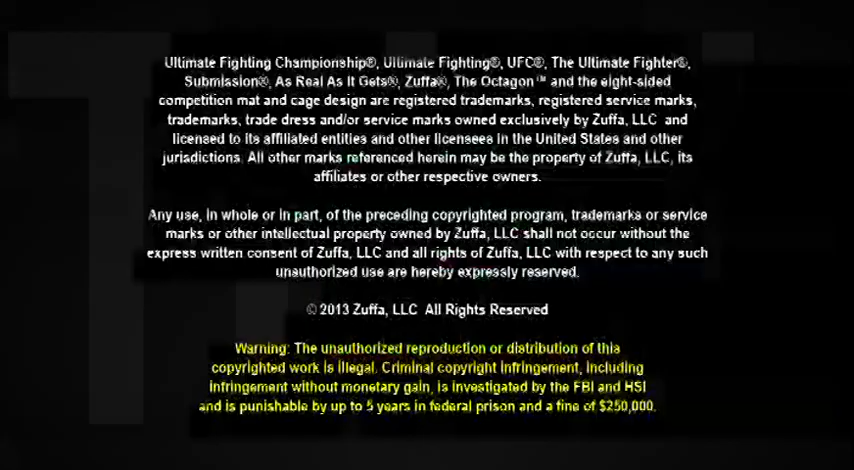 Ultimate Fighting Championship®, Ultimate Fighting®, UFC®, The Ultimate Fighter®,
Submission®, As Real As It Gets®, Zuffa®, The Octagon™ and the eight-sided
competition mat and cage design are registered trademarks, registered service marks,
trademarks, trade dress and/or service marks owned exclusively by Zuffa, LLC and
licensed to its affiliated entities and other licensees in the United States and other
jurisdictions. All other marks referenced herein may be the property of Zuffa, LLC, its
affiliates or other respective owners.
Any use, in whole or in part, of the preceding copyrighted program, trademarks or service
marks or other intellectual property owned by Zuffa, LLC shall not occur without the
express written consent of Zuffa, LLC and all rights of Zuffa, LLC with respect to any such
unauthorized use are hereby expressly reserved.
© 2013 Zuffa, LLC All Rights Reserved
Warning: The unauthorized reproduction or distribution of this
copyrighted work is illegal. Criminal copyright infringement, including
infringement without monetary gain, is investigated by the FBI and HSI
and is punishable by up to 5 years in federal prison and a fine of $250,000.